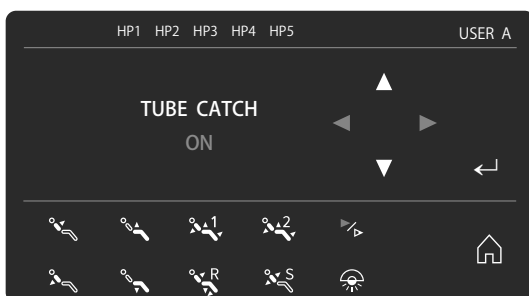 HP1 HP2 HP3 HP4 HP5 USER A
TUBE CATCH
ON
1 2
R S